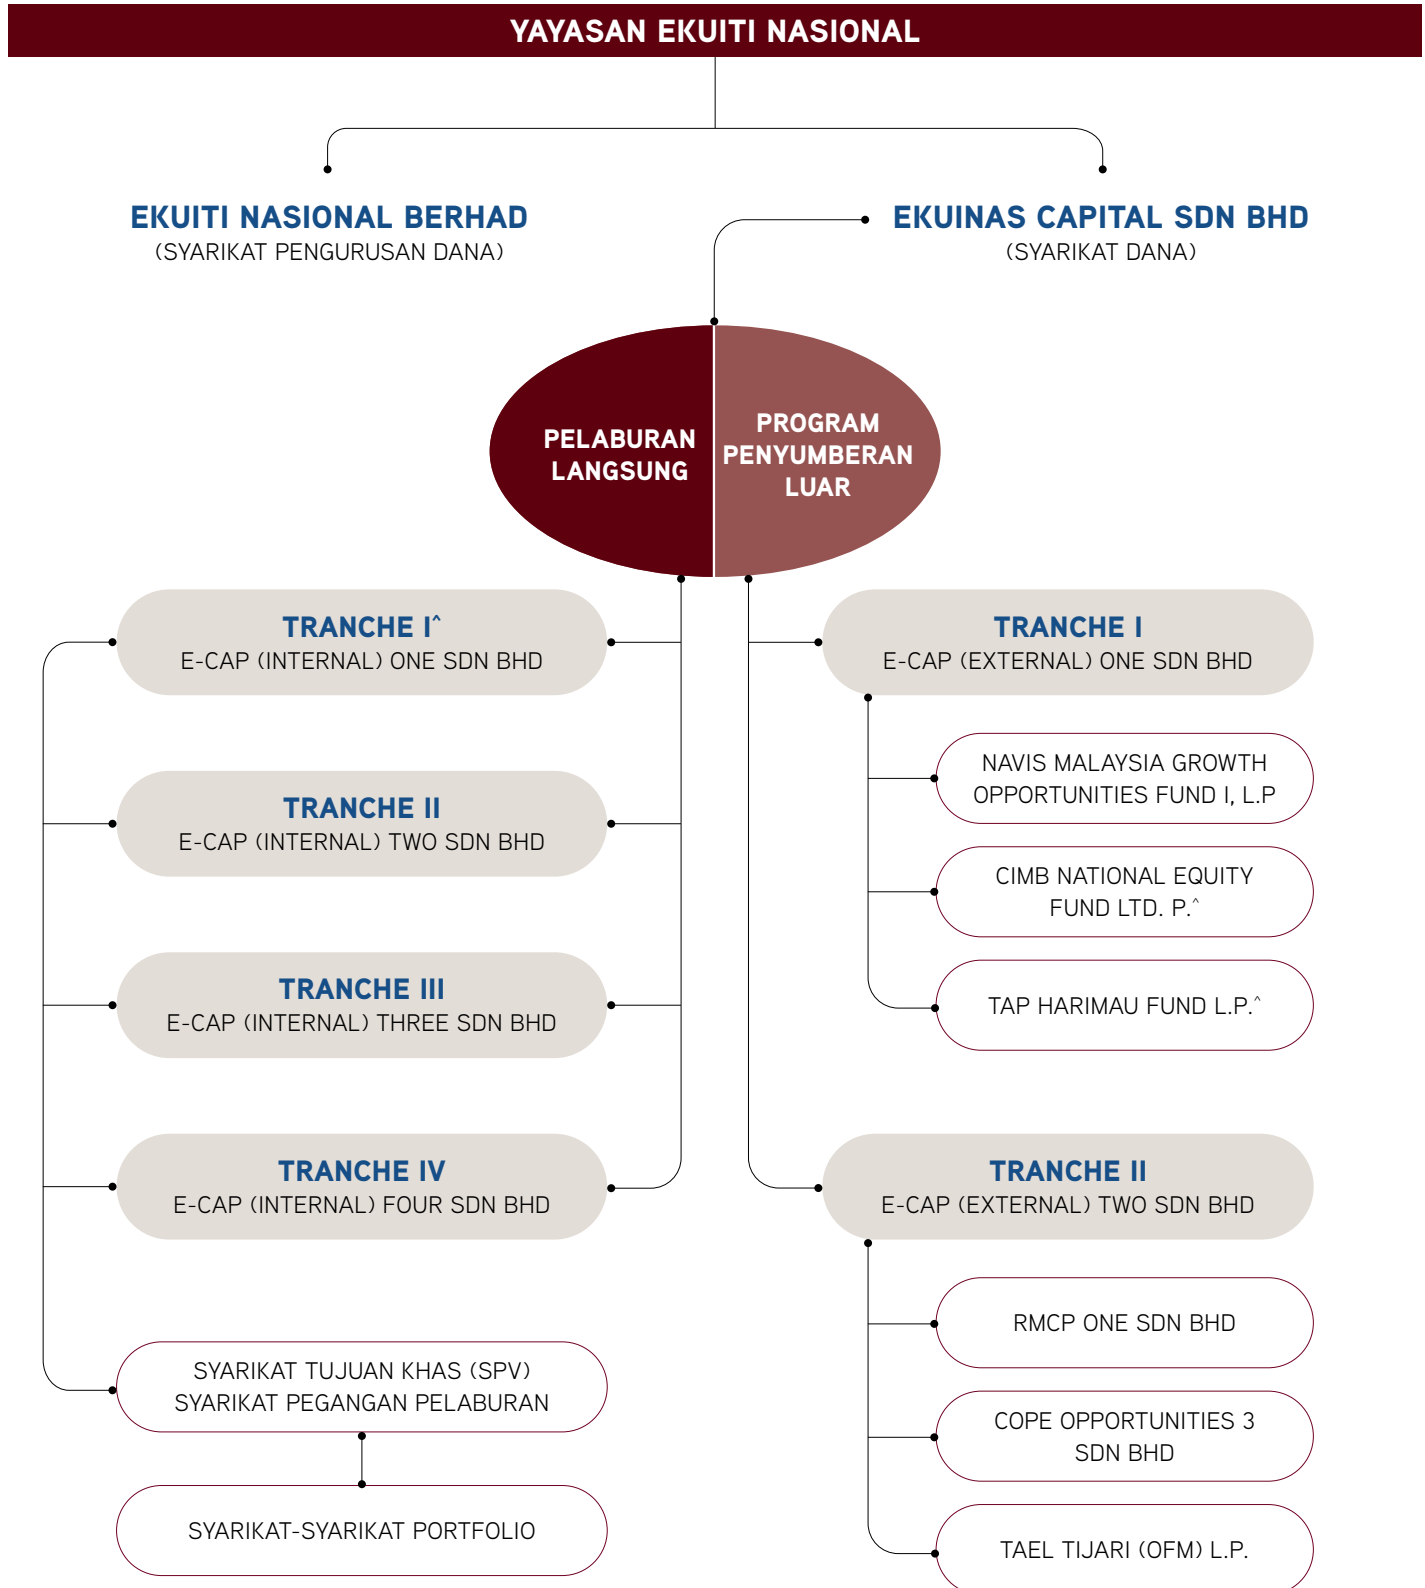 YAYASAN EKUITI NASIONAL
EKUITI NASIONAL BERHAD
(SYARIKAT PENGURUSAN DANA)
EKUINAS CAPITAL SDN BHD
(SYARIKAT DANA)
PELABURAN
LANGSUNG
PROGRAM
PENYUMBERAN
LUAR
TRANCHE I^
E-CAP (INTERNAL) ONE SDN BHD
TRANCHE II
E-CAP (INTERNAL) TWO SDN BHD
TRANCHE III
E-CAP (INTERNAL) THREE SDN BHD
TRANCHE IV
E-CAP (INTERNAL) FOUR SDN BHD
SYARIKAT TUJUAN KHAS (SPV)
SYARIKAT PEGANGAN PELABURAN
SYARIKAT-SYARIKAT PORTFOLIO
TRANCHE I
E-CAP (EXTERNAL) ONE SDN BHD
NAVIS MALAYSIA GROWTH
OPPORTUNITIES FUND I, L.P
CIMB NATIONAL EQUITY
FUND LTD. P.^
TAP HARIMAU FUND L.P.^
TRANCHE II
E-CAP (EXTERNAL) TWO SDN BHD
RMCP ONE SDN BHD
COPE OPPORTUNITIES 3
SDN BHD
TAEL TIJARI (OFM) L.P.